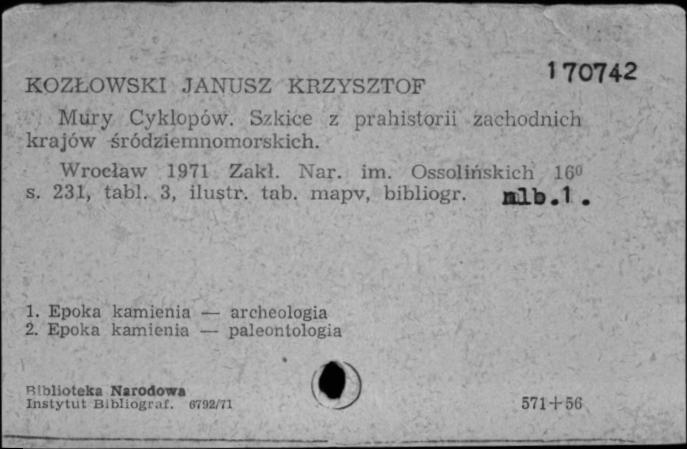 170742
KOZŁOWSKI JANUSZ KRZYSZTOF
Mury Cyklopów. Szkice z prahistorii zachodnich
krajów śródziemnomorskich.
Wrocław 1971 Zakł. Nar. im. Ossolińskich 16⁰
s. 231, tabl. 3, ilustr. tab. mapy, bibliogr. nlb.1.
1. Epoka kamienia — archeologia
2. Epoka kamienia — paleontologia
Biblioteka Narodowa
Instytut Bibliograf. 6792/71
571+56